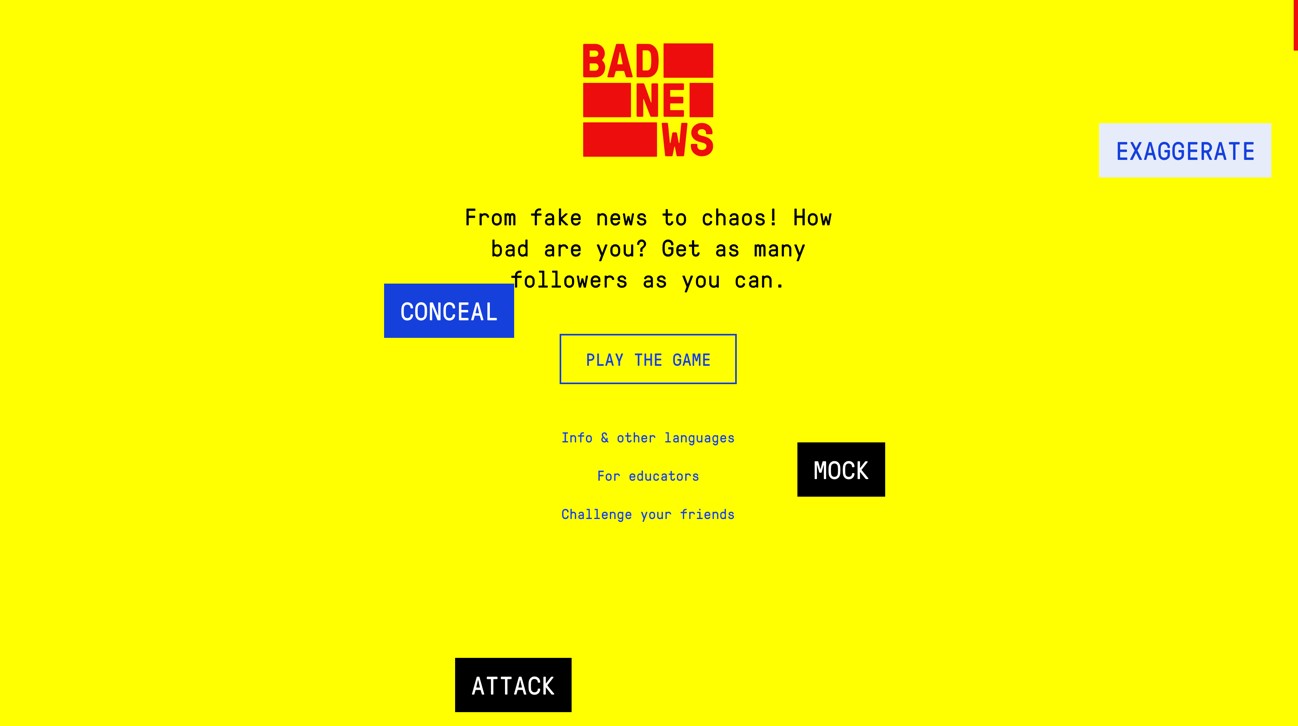 BAD
NE
WS
EXAGGERATE
From fake news to chaos! How
bad are you? Get as many
followers as you can.
CONCEAL
PLAY THE GAME
Info & other languages
MOCK
For educators
Challenge your friends
ATTACK